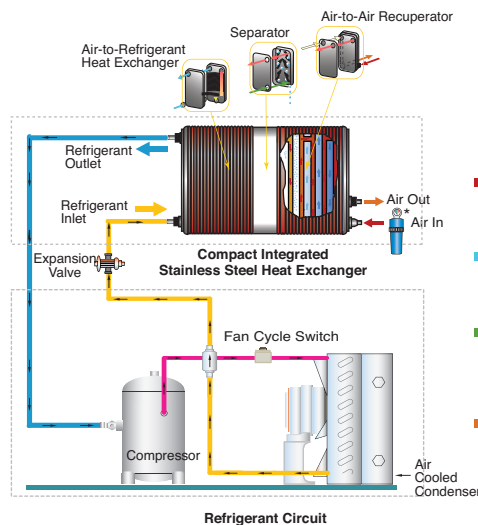 Air-to-Air Recuperator
Separator
Air-to-Refrigerant
Heat Exchanger
Refrigerant
Outlet
Refrigerant
Inlet
Air Out
*
Air In
Compact Integrated
Stainless Steel Heat Exchanger
Expansion
Valve
Fan Cycle Switch
Compressor
Air
Cooled
Condenser
Refrigerant Circuit